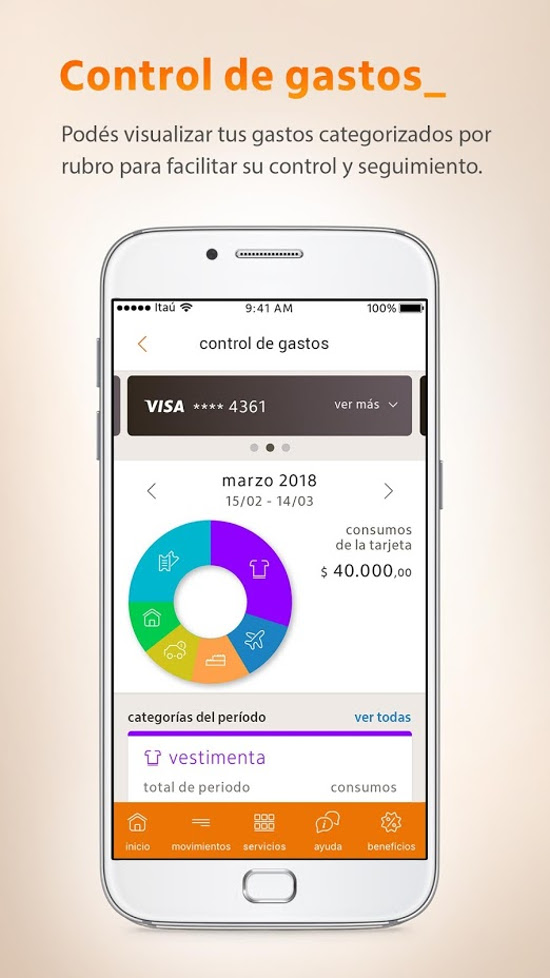 Control de gastos_
Podés visualizar tus gastos categorizados por
rubro para facilitar su control y seguimiento.
Itaú 9:41 AM 100%
control de gastos
VISA **** 4361 ver más
marzo 2018
15/02 - 14/03
consumos
de la tarjeta
$ 40.000,00
categorías del período ver todas
vestimenta
total de periodo consumos
inicio movimientos servicios ayuda beneficios